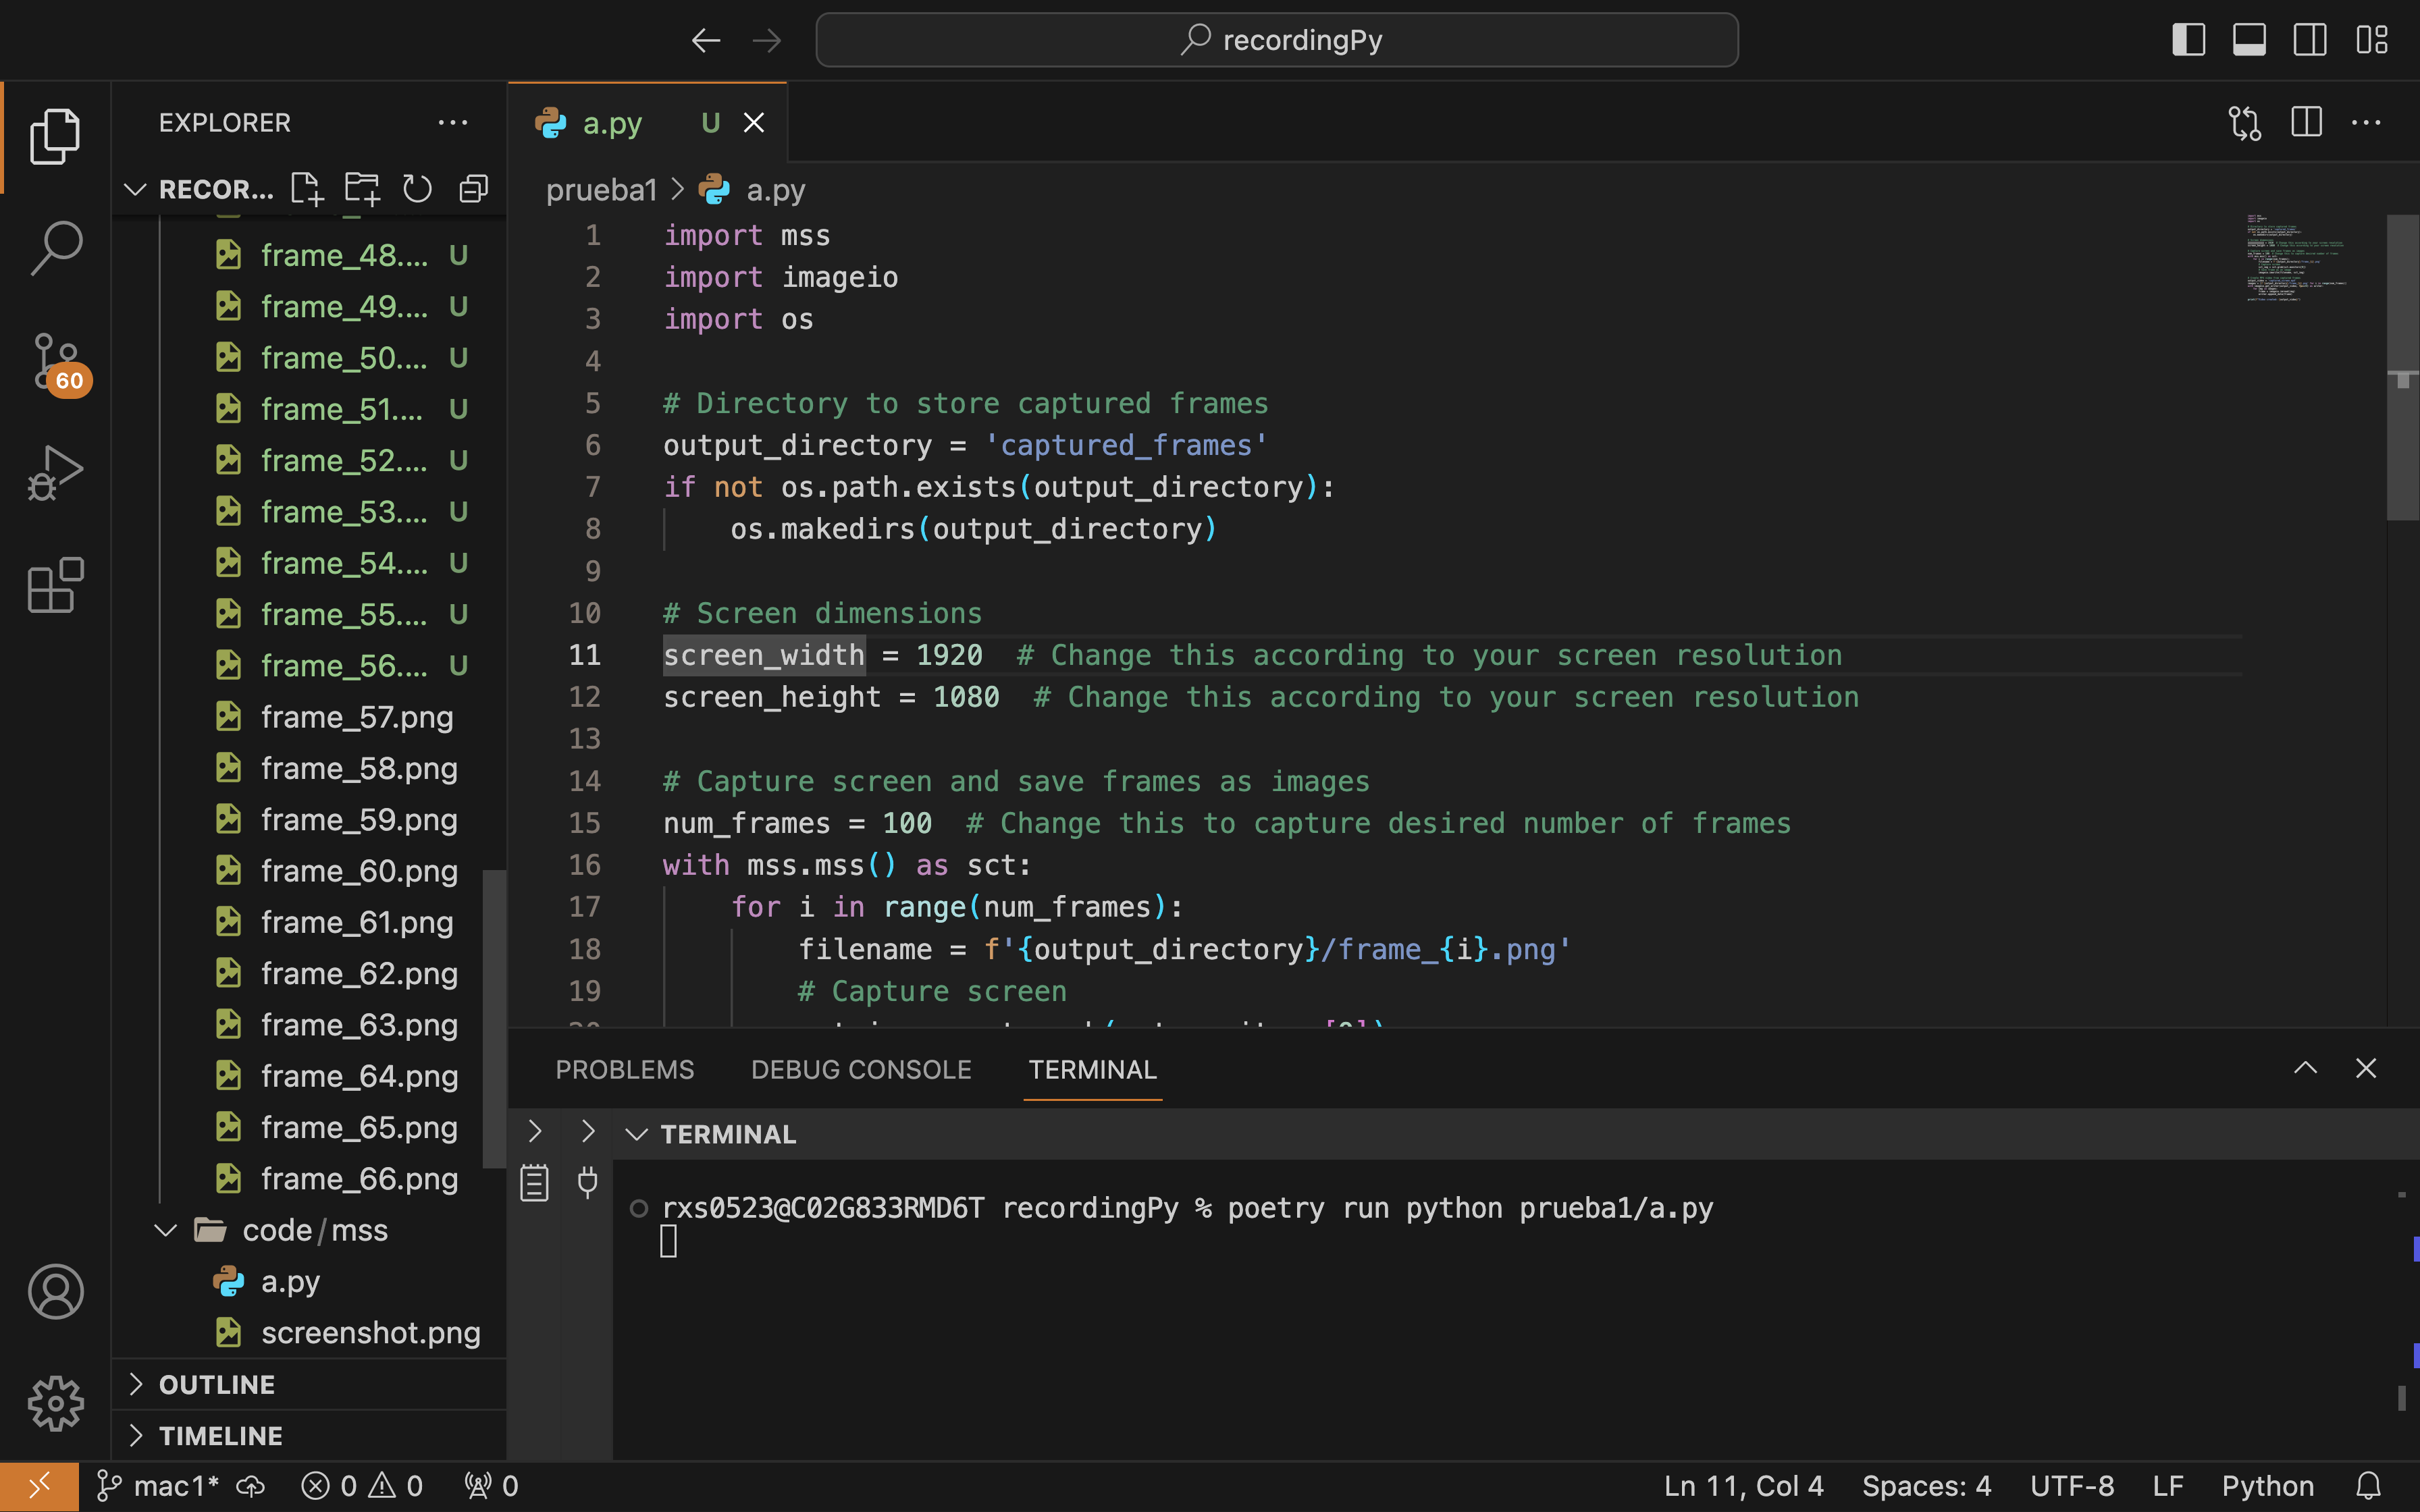 recordingPy
EXPLORER
RECOR...
frame_48....  U
frame_49....  U
frame_50....  U
frame_51....  U
frame_52....  U
frame_53....  U
frame_54....  U
frame_55....  U
frame_56....  U
frame_57.png
frame_58.png
frame_59.png
frame_60.png
frame_61.png
frame_62.png
frame_63.png
frame_64.png
frame_65.png
frame_66.png
code/mss
a.py
screenshot.png
OUTLINE
TIMELINE
60
a.py  U
prueba1 > a.py
1 import mss
2 import imageio
3 import os
4
5 # Directory to store captured frames
6 output_directory = 'captured_frames'
7 if not os.path.exists(output_directory):
8     os.makedirs(output_directory)
9
10 # Screen dimensions
11 screen_width = 1920  # Change this according to your screen resolution
12 screen_height = 1080  # Change this according to your screen resolution
13
14 # Capture screen and save frames as images
15 num_frames = 100  # Change this to capture desired number of frames
16 with mss.mss() as sct:
17     for i in range(num_frames):
18         filename = f'{output_directory}/frame_{i}.png'
19         # Capture screen
PROBLEMS  DEBUG CONSOLE  TERMINAL
TERMINAL
rxs0523@C02G833RMD6T recordingPy % poetry run python prueba1/a.py
mac1*  0  0  0  Ln 11, Col 4  Spaces: 4  UTF-8  LF  Python